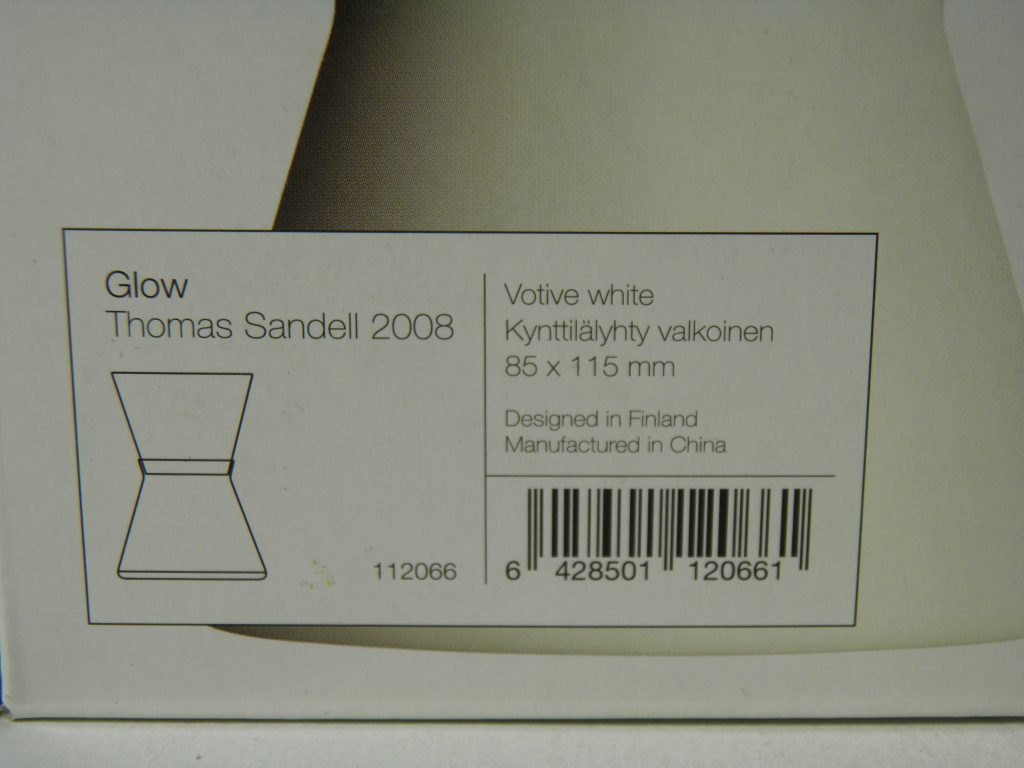 Glow
Thomas Sandell 2008
112066
Votive white
Kynttilälyhty valkoinen
85 x 115 mm
Designed in Finland
Manufactured in China
6 428501 120661